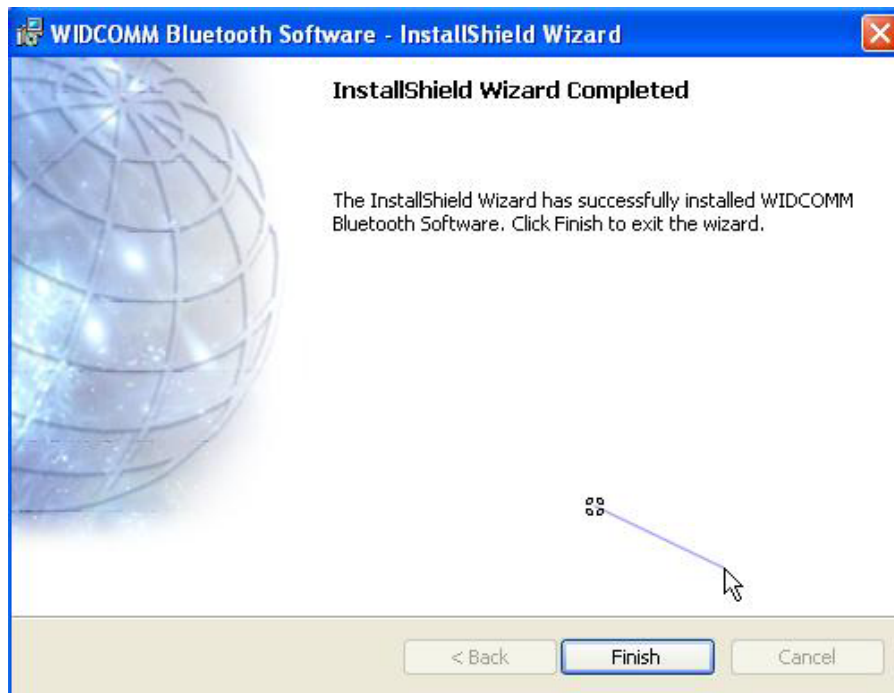 WIDCOMM Bluetooth Software - InstallShield Wizard
InstallShield Wizard Completed
The InstallShield Wizard has successfully installed WIDCOMM
Bluetooth Software. Click Finish to exit the wizard.
< Back Finish Cancel